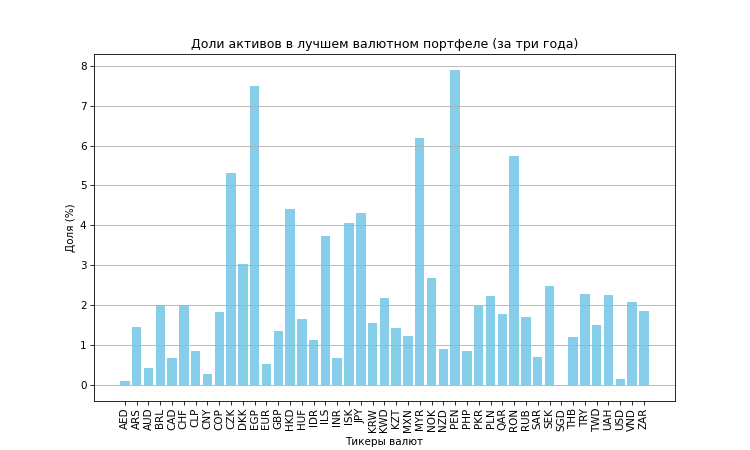 Доли активов в лучшем валютном портфеле (за три года)
8
7
6
5
4
3
2
1
0
Доля (%)
AED
ARS
AUD
BRL
CAD
CHF
CLP
CNY
COP
CZK
DKK
EGP
EUR
GBP
HKD
HUF
IDR
ILS
INR
ISK
JPY
KRW
KWD
KZT
MXN
MYR
NOK
NZD
PEN
PHP
PKR
PLN
QAR
RON
RUB
SAR
SEK
SGD
THB
TRY
TWD
UAH
USD
VND
ZAR
Тикеры валют